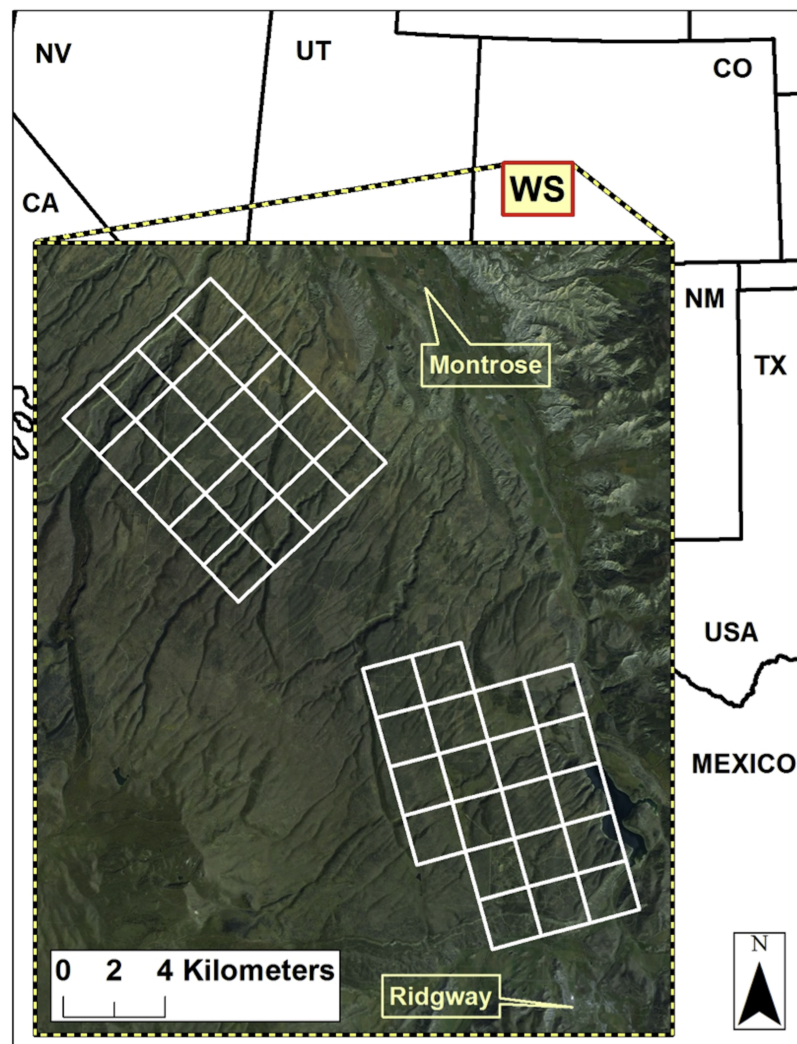 NV
UT
CO
CA
WS
NM
TX
Montrose
USA
MEXICO
0 2 4 Kilometers
Ridgway
N